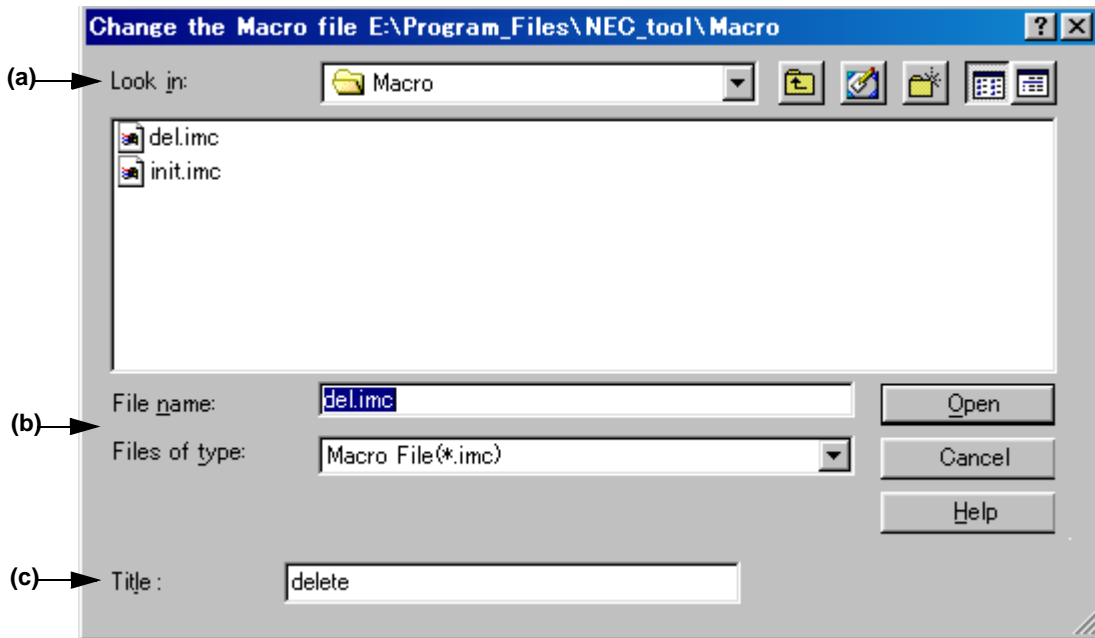 Change the Macro file E:\Program_Files\NEC_tool\Macro
(a) Look in: Macro
del.imc
init.imc
File name: del.imc Open
(b)
Files of type: Macro File(*.imc) Cancel
Help
(c) Title : delete